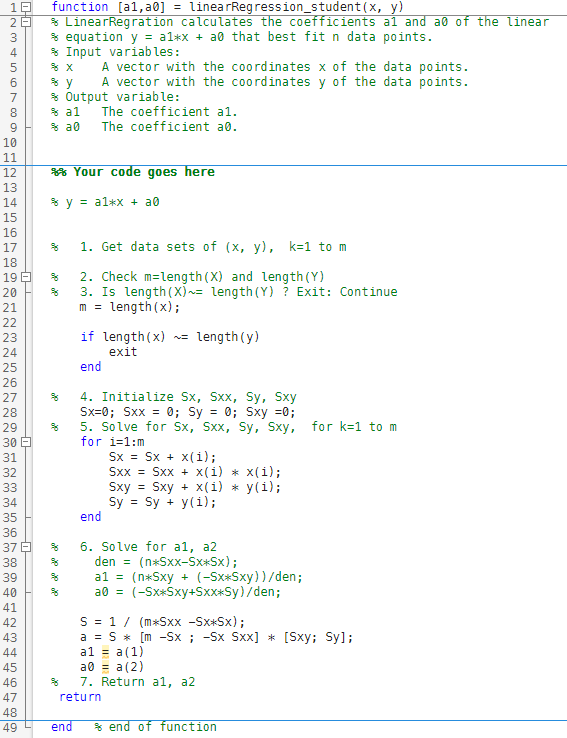 1 function [a1,a0] = linearRegression_student(x, y)
2 % LinearRegration calculates the coefficients a1 and a0 of the linear
3 % equation y = a1*x + a0 that best fit n data points.
4 % Input variables:
5 % x    A vector with the coordinates x of the data points.
6 % y    A vector with the coordinates y of the data points.
7 % Output variable:
8 % a1   The coefficient a1.
9 % a0   The coefficient a0.
10
11
12 %% Your code goes here
13
14 % y = a1*x + a0
15
16
17 %   1. Get data sets of (x, y),  k=1 to m
18
19 %   2. Check m=length(X) and length(Y)
20 %   3. Is length(X)~= length(Y) ? Exit: Continue
21     m = length(x);
22
23     if length(x) ~= length(y)
24         exit
25     end
26
27 %   4. Initialize Sx, Sxx, Sy, Sxy
28     Sx=0; Sxx = 0; Sy = 0; Sxy =0;
29 %   5. Solve for Sx, Sxx, Sy, Sxy,  for k=1 to m
30     for i=1:m
31         Sx = Sx + x(i);
32         Sxx = Sxx + x(i) * x(i);
33         Sxy = Sxy + x(i) * y(i);
34         Sy = Sy + y(i);
35     end
36
37 %   6. Solve for a1, a2
38 %     den = (n*Sxx-Sx*Sx);
39 %     a1 = (n*Sxy + (-Sx*Sxy))/den;
40 %     a0 = (-Sx*Sxy+Sxx*Sy)/den;
41
42     S = 1 / (m*Sxx -Sx*Sx);
43     a = S * [m -Sx ; -Sx Sxx] * [Sxy; Sy];
44     a1 = a(1)
45     a0 = a(2)
46 %   7. Return a1, a2
47  return
48
49 end   % end of function